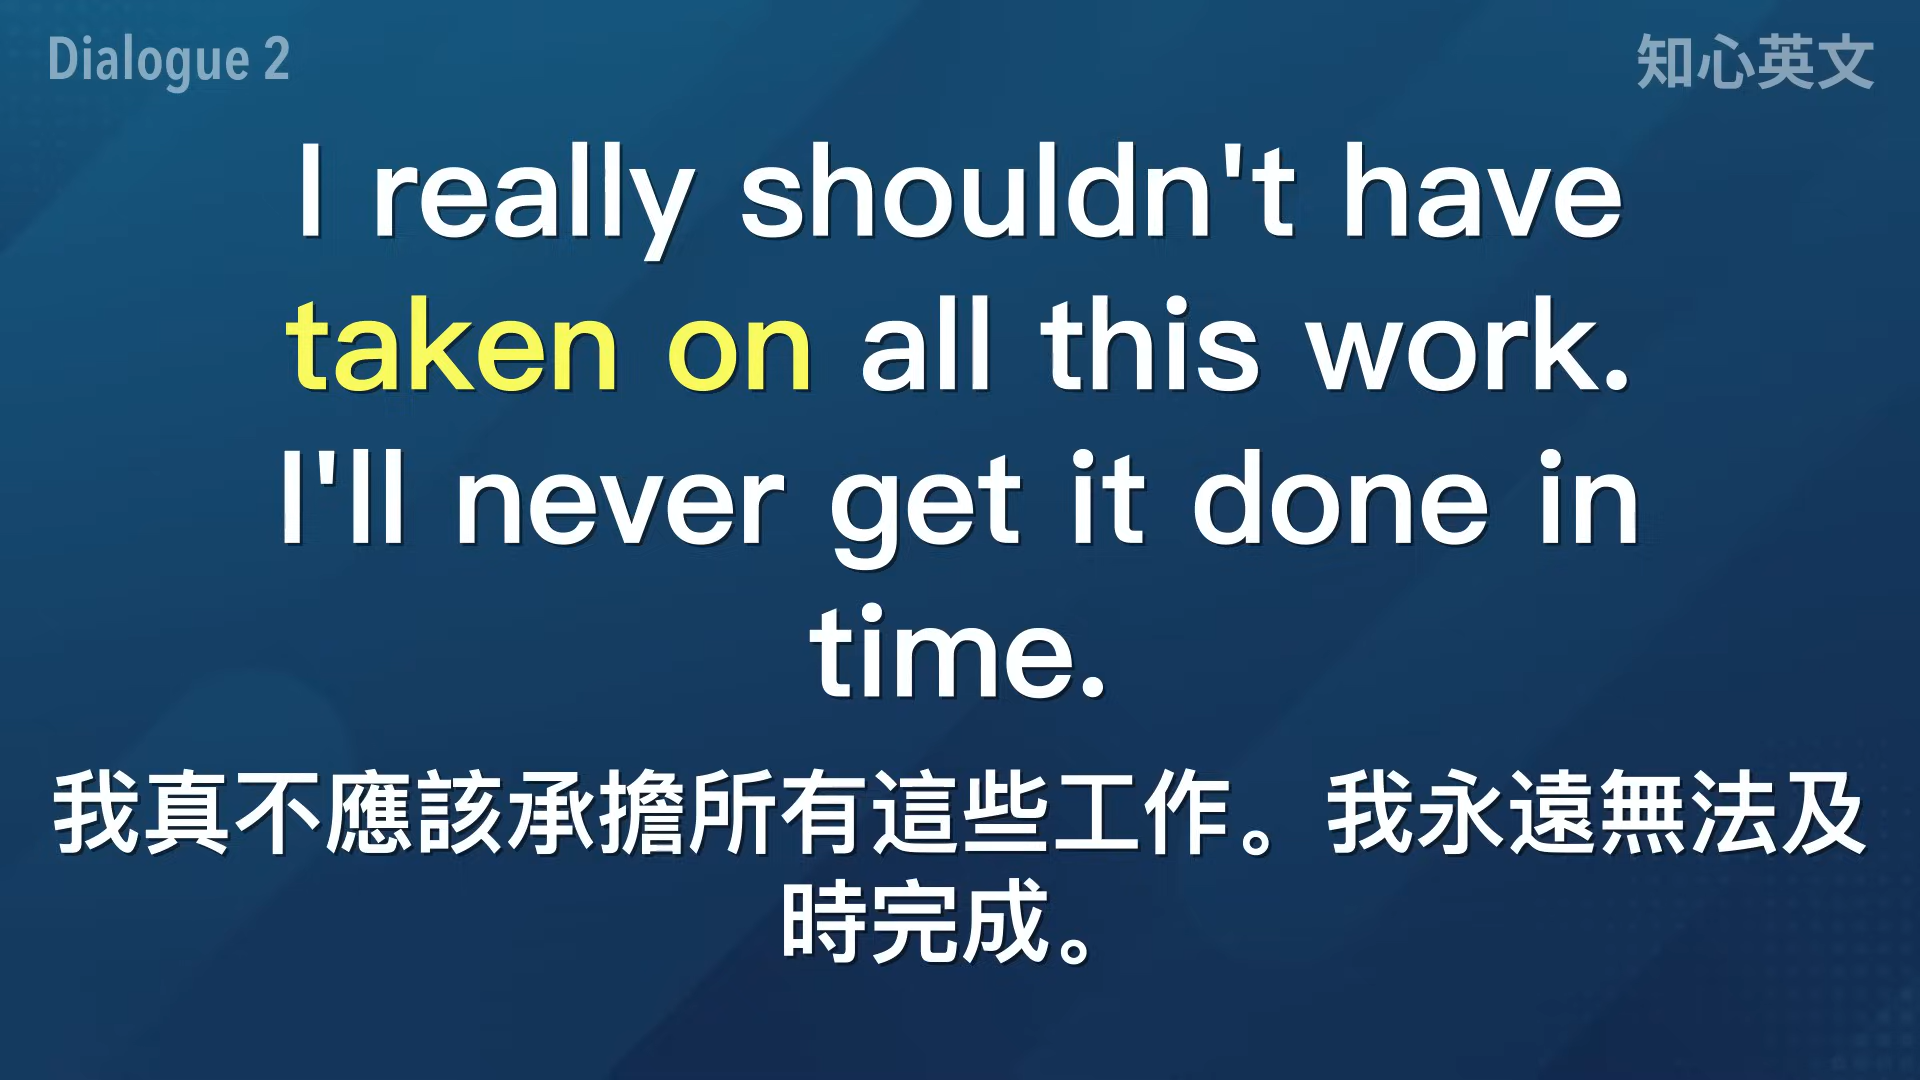 Dialogue 2
知心英文
I really shouldn't have
taken on all this work.
I'll never get it done in
time.
我真不應該承擔所有這些工作。我永遠無法及
時完成。